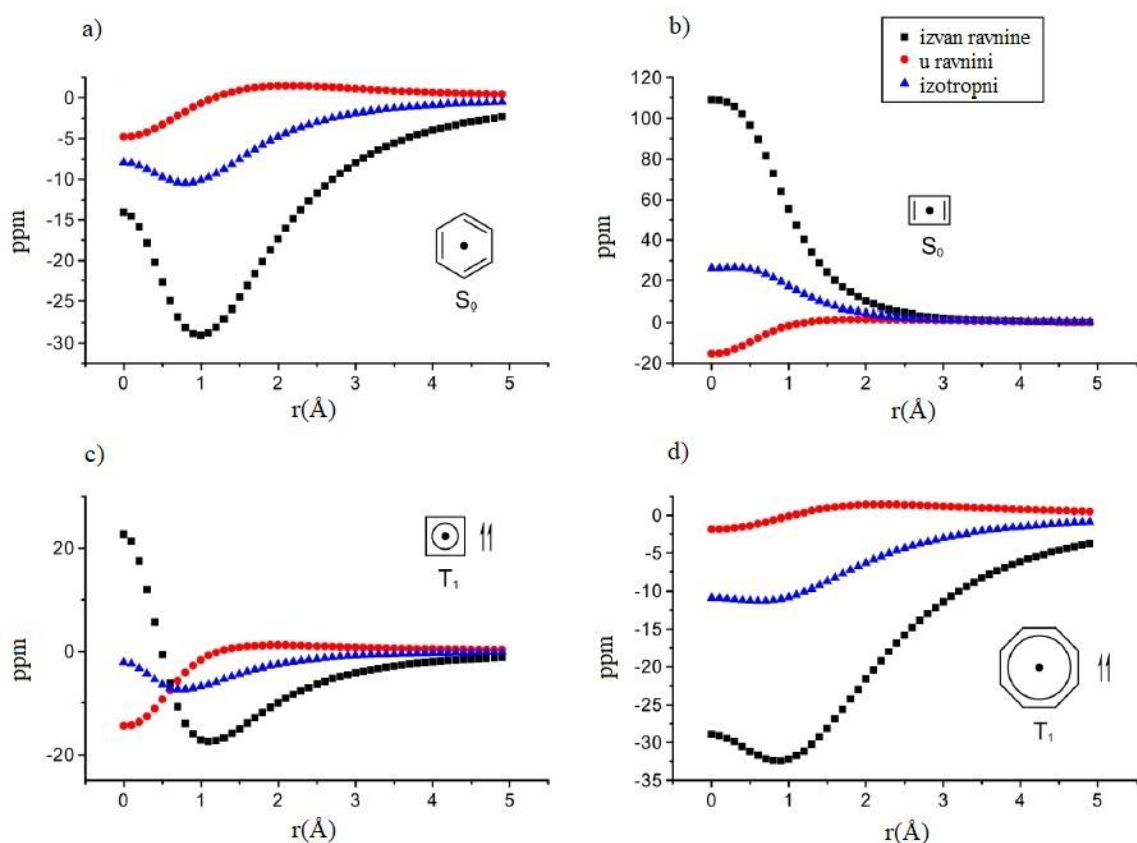 a)
0
-5
-10
-15
-20
-25
-30
ppm
S₀
0 1 2 3 4 5
r(Å)
b)
izvan ravnine
u ravnini
izotropni
120
100
80
60
40
20
0
-20
ppm
S₀
0 1 2 3 4 5
r(Å)
c)
20
0
-20
ppm
T₁
0 1 2 3 4 5
r(Å)
d)
0
-5
-10
-15
-20
-25
-30
-35
ppm
T₁
0 1 2 3 4 5
r(Å)